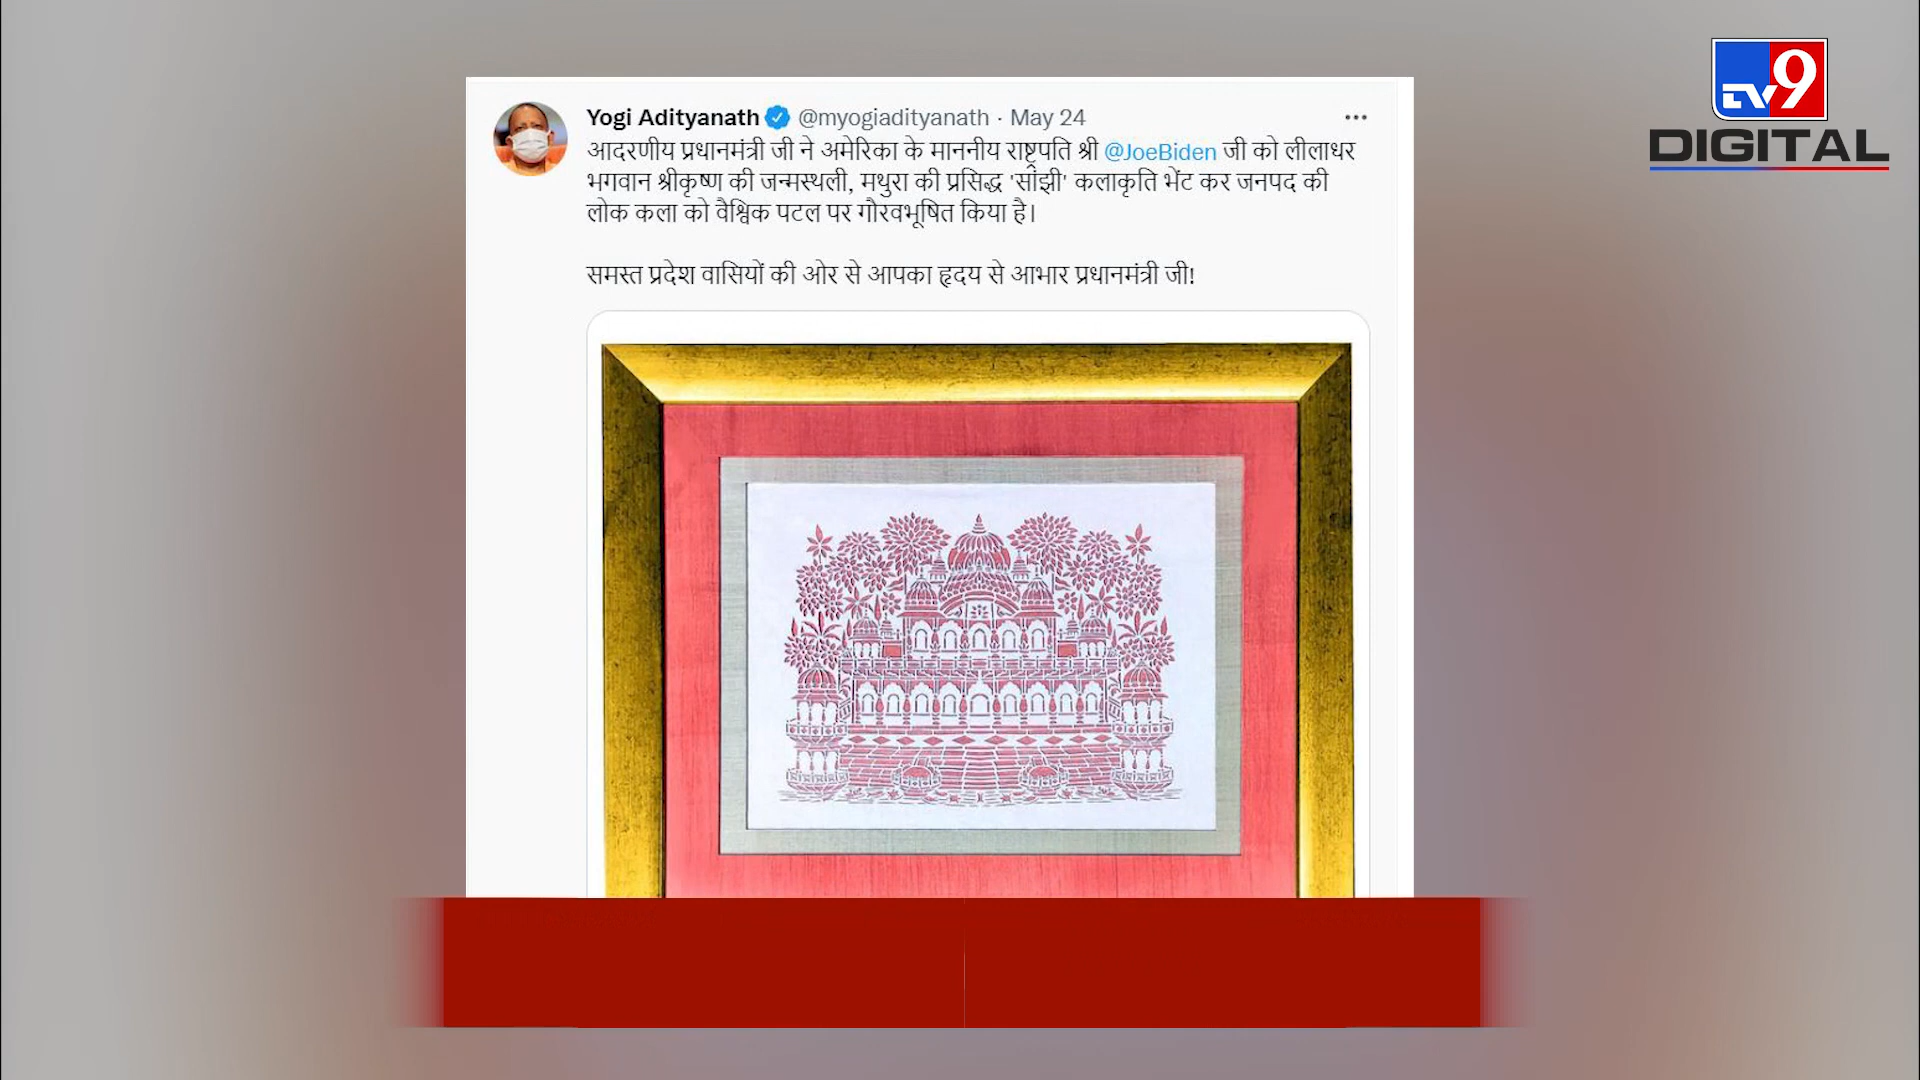 TV9
DIGITAL
Yogi Adityanath @myogiadityanath · May 24
आदरणीय प्रधानमंत्री जी ने अमेरिका के माननीय राष्ट्रपति श्री @JoeBiden जी को लीलाधर
भगवान श्रीकृष्ण की जन्मस्थली, मथुरा की प्रसिद्ध 'सांझी' कलाकृति भेंट कर जनपद की
लोक कला को वैश्विक पटल पर गौरवभूषित किया है।
समस्त प्रदेश वासियों की ओर से आपका हृदय से आभार प्रधानमंत्री जी!